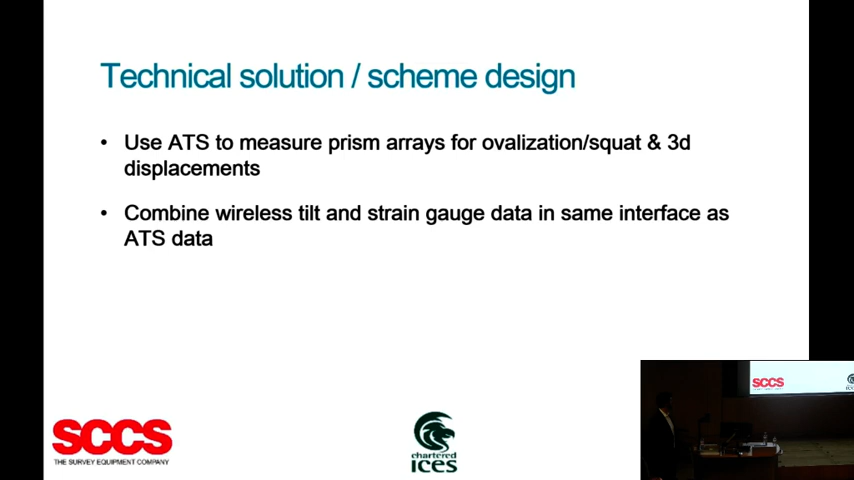 Technical solution / scheme design
• Use ATS to measure prism arrays for ovalization/squat & 3d
displacements
• Combine wireless tilt and strain gauge data in same interface as
ATS data
SCCS
THE SURVEY EQUIPMENT COMPANY
chartered
ices
SCCS